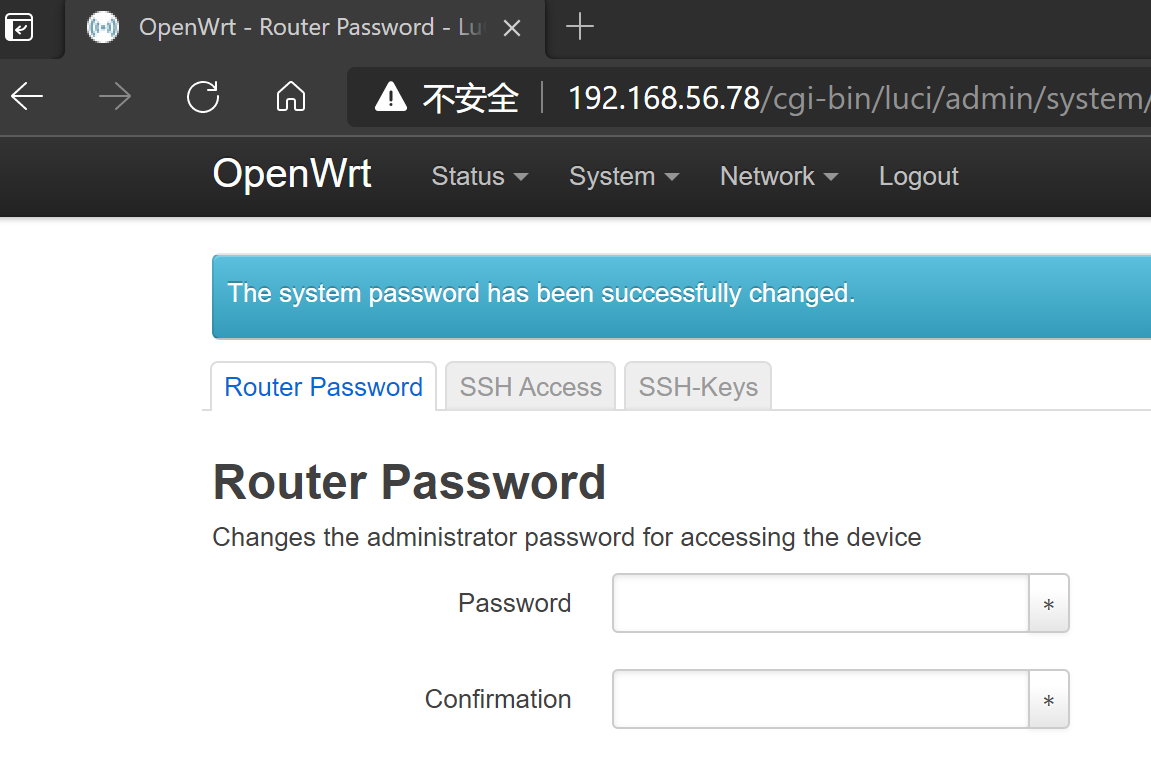 OpenWrt - Router Password - Lu
不安全 192.168.56.78/cgi-bin/luci/admin/system/
OpenWrt Status System Network Logout
The system password has been successfully changed.
Router Password SSH Access SSH-Keys
Router Password
Changes the administrator password for accessing the device
Password *
Confirmation *